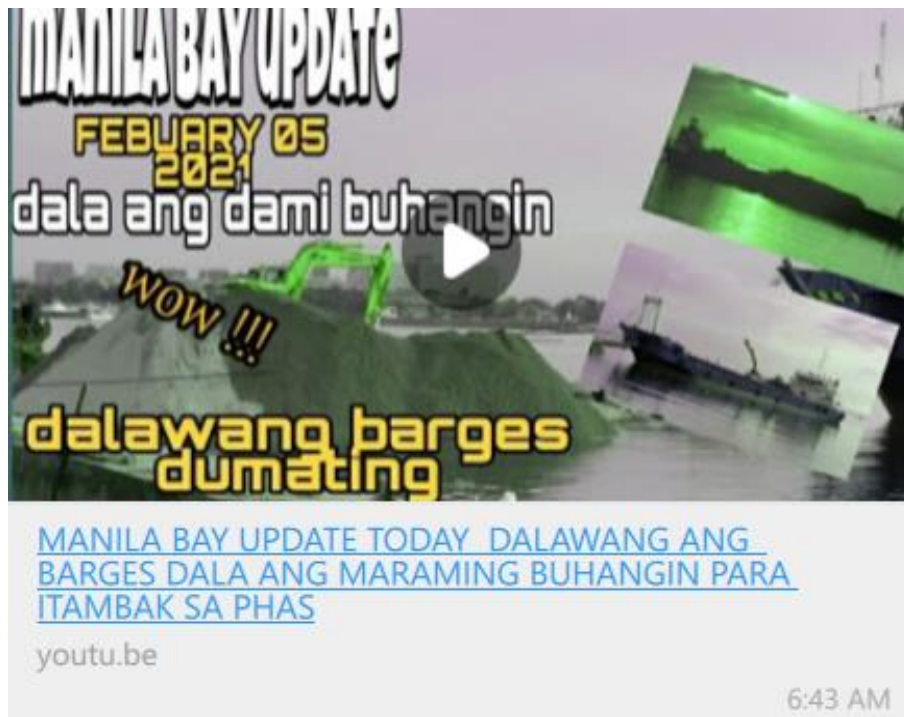 MANILA BAY UPDATE
FEBUARY 05
2021
dala ang dami buhangin
WOW !!!
dalawang barges
dumating
MANILA BAY UPDATE TODAY  DALAWANG ANG
BARGES DALA ANG MARAMING BUHANGIN PARA
ITAMBAK SA PHAS
youtu.be
6:43 AM